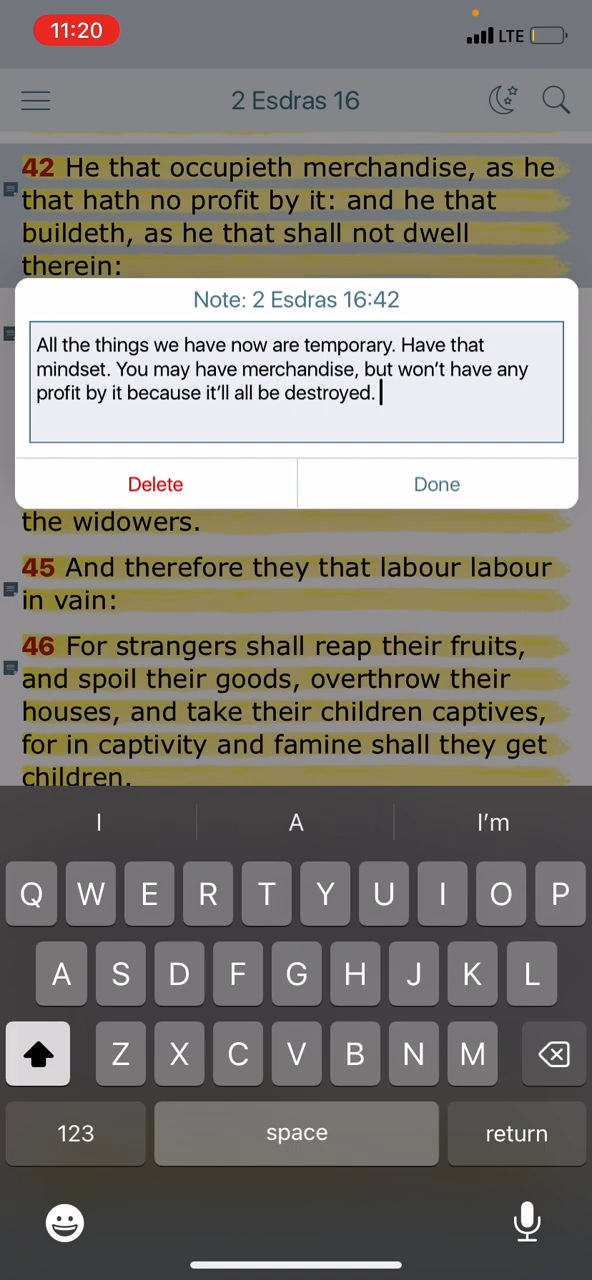 11:20
LTE
2 Esdras 16
42 He that occupieth merchandise, as he
that hath no profit by it: and he that
buildeth, as he that shall not dwell
therein:
Note: 2 Esdras 16:42
All the things we have now are temporary. Have that
mindset. You may have merchandise, but won’t have any
profit by it because it’ll all be destroyed.
Delete
Done
the widowers.
45 And therefore they that labour labour
in vain:
46 For strangers shall reap their fruits,
and spoil their goods, overthrow their
houses, and take their children captives,
for in captivity and famine shall they get
children.
I A I’m
Q W E R T Y U I O P
A S D F G H J K L
Z X C V B N M
123 space return